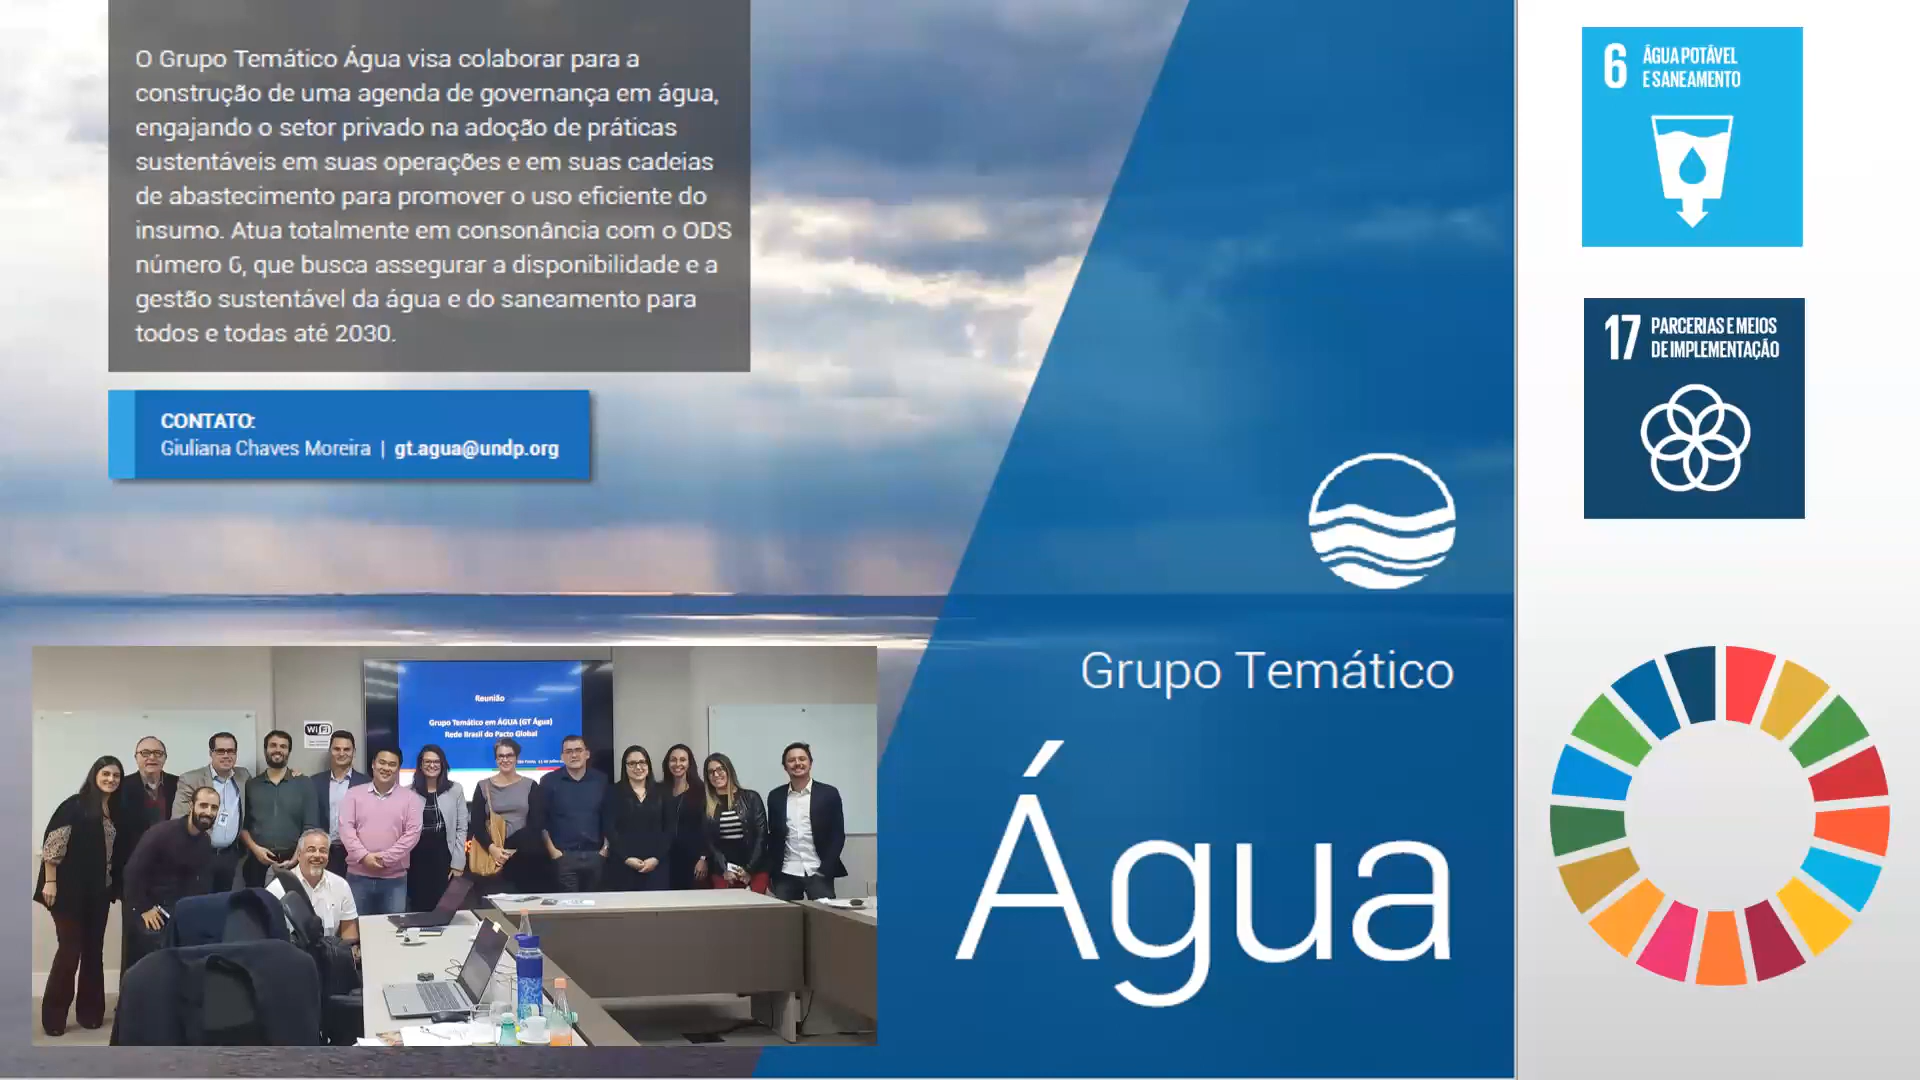 O Grupo Temático Água visa colaborar para a
construção de uma agenda de governança em água,
engajando o setor privado na adoção de práticas
sustentáveis em suas operações e em suas cadeias
de abastecimento para promover o uso eficiente do
insumo. Atua totalmente em consonância com o ODS
número 6, que busca assegurar a disponibilidade e a
gestão sustentável da água e do saneamento para
todos e todas até 2030.
CONTATO:
Giuliana Chaves Moreira | gt.agua@undp.org
6 ÁGUA POTÁVEL
E SANEAMENTO
17 PARCERIAS E MEIOS
DE IMPLEMENTAÇÃO
Grupo Temático
Água
Reunião
Grupo Temático em ÁGUA (GT Água)
Rede Brasil do Pacto Global
WiFi